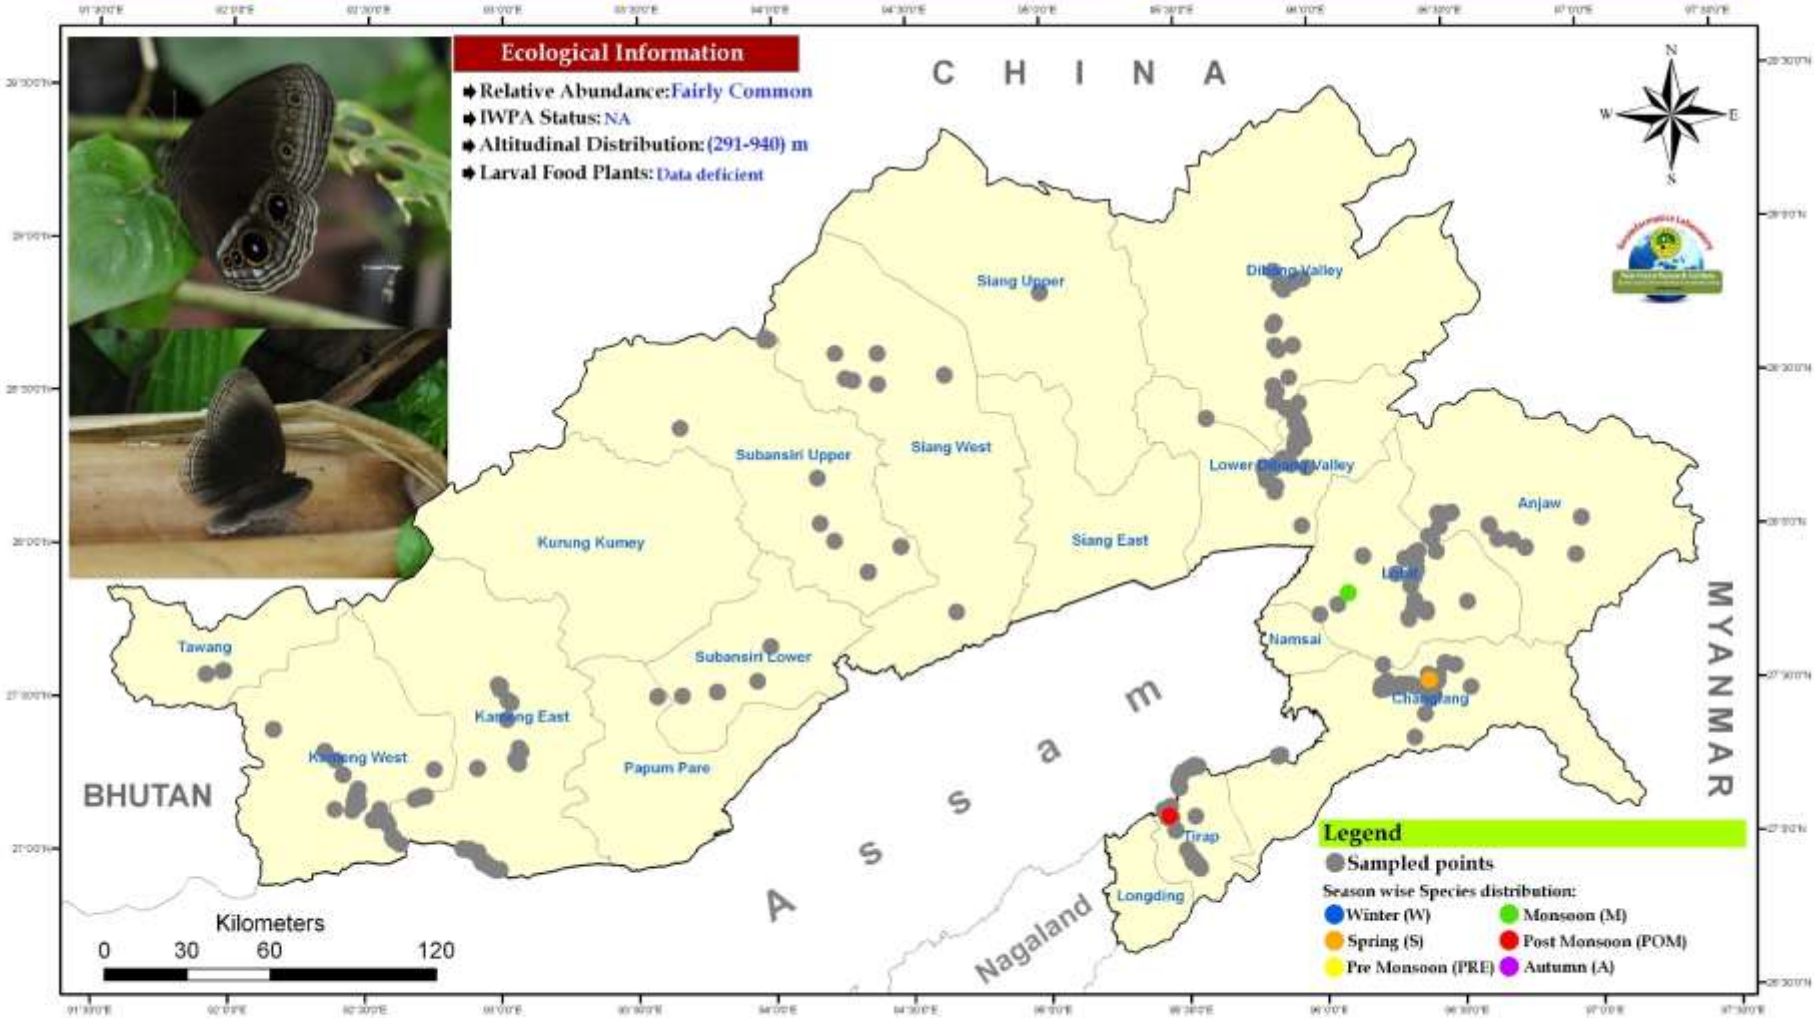 Ecological Information
Relative Abundance: Fairly Common
IWPA Status: NA
Altitudinal Distribution: (291-940) m
Larval Food Plants: Data deficient
C H I N A
N
W E
S
Dibang Valley
Siang Upper
Subansiri Upper
Siang West
Lower Dibang Valley
Anjaw
Kurung Kumey
Siang East
Lohit
MYANMAR
Tawang
Subansiri Lower
Namsai
Changlang
Kameng East
Kameng West
Papum Pare
BHUTAN
Assam
Tirap
Longding
Nagaland
Kilometers
0 30 60 120
Legend
Sampled points
Season wise Species distribution:
Winter (W) Monsoon (M)
Spring (S) Post Monsoon (POM)
Pre Monsoon (PRE) Autumn (A)